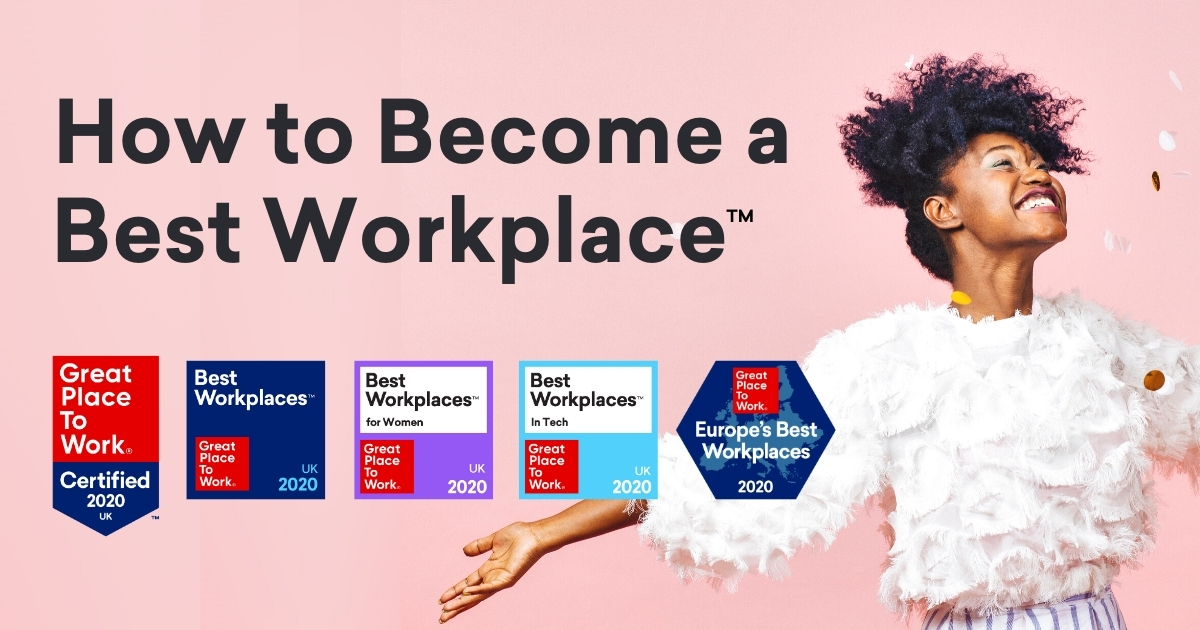 How to Become a
Best Workplace™
Great
Place
To
Work®
Certified
2020
UK
™
Best
Workplaces™
Great
Place
To
Work®
UK
2020
Best
Workplaces™
for Women
Great
Place
To
Work®
UK
2020
Best
Workplaces™
In Tech
Great
Place
To
Work®
UK
2020
Great
Place
To
Work®
Europe's Best
Workplaces
2020